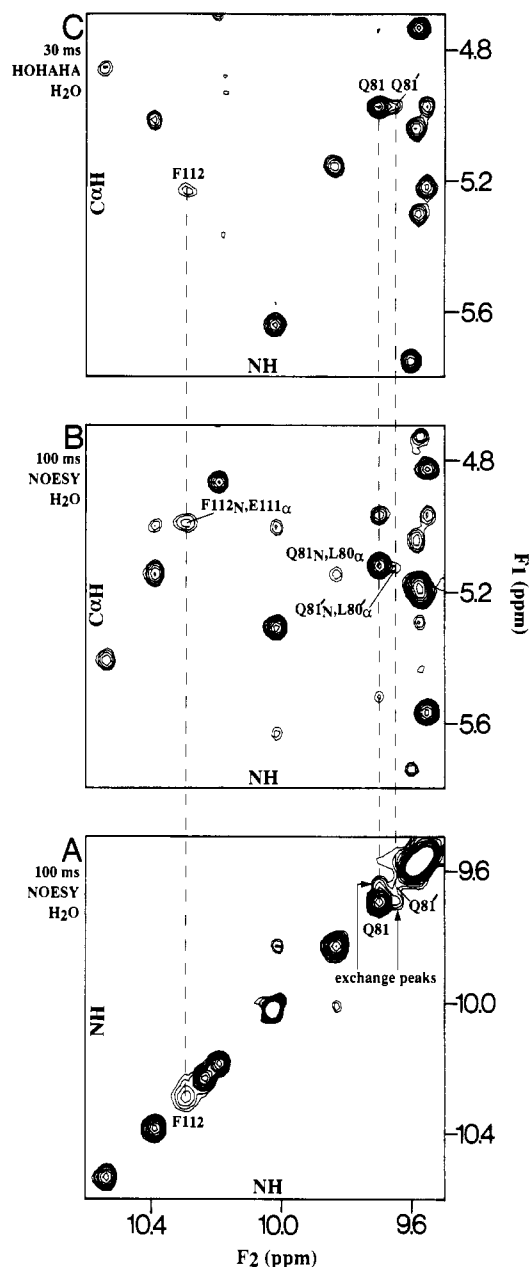 C
30 ms
HOHAHA
H2O
Q81 Q81′
F112
CαH
NH
4.8
5.2
5.6
B
100 ms
NOESY
H2O
F112N,E111α
Q81N,L80α
Q81′N,L80′α
CαH
NH
4.8
5.2
5.6
F1 (ppm)
A
100 ms
NOESY
H2O
Q81
Q81′
exchange peaks
NH
F112
NH
9.6
10.0
10.4
10.4 10.0 9.6
F2 (ppm)